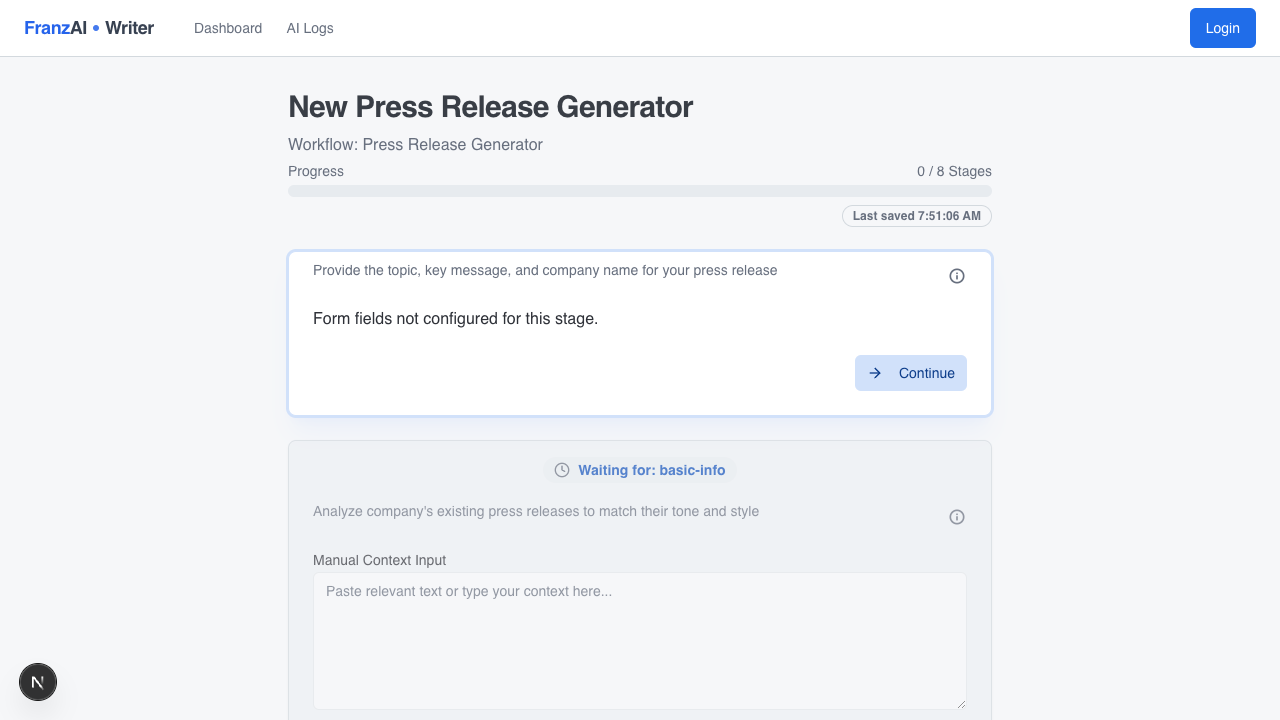 FranzAI • Writer
Dashboard
AI Logs
Login
New Press Release Generator
Workflow: Press Release Generator
Progress
0 / 8 Stages
Last saved 7:51:06 AM
Provide the topic, key message, and company name for your press release
Form fields not configured for this stage.
Continue
Waiting for: basic-info
Analyze company's existing press releases to match their tone and style
Manual Context Input
Paste relevant text or type your context here...
N